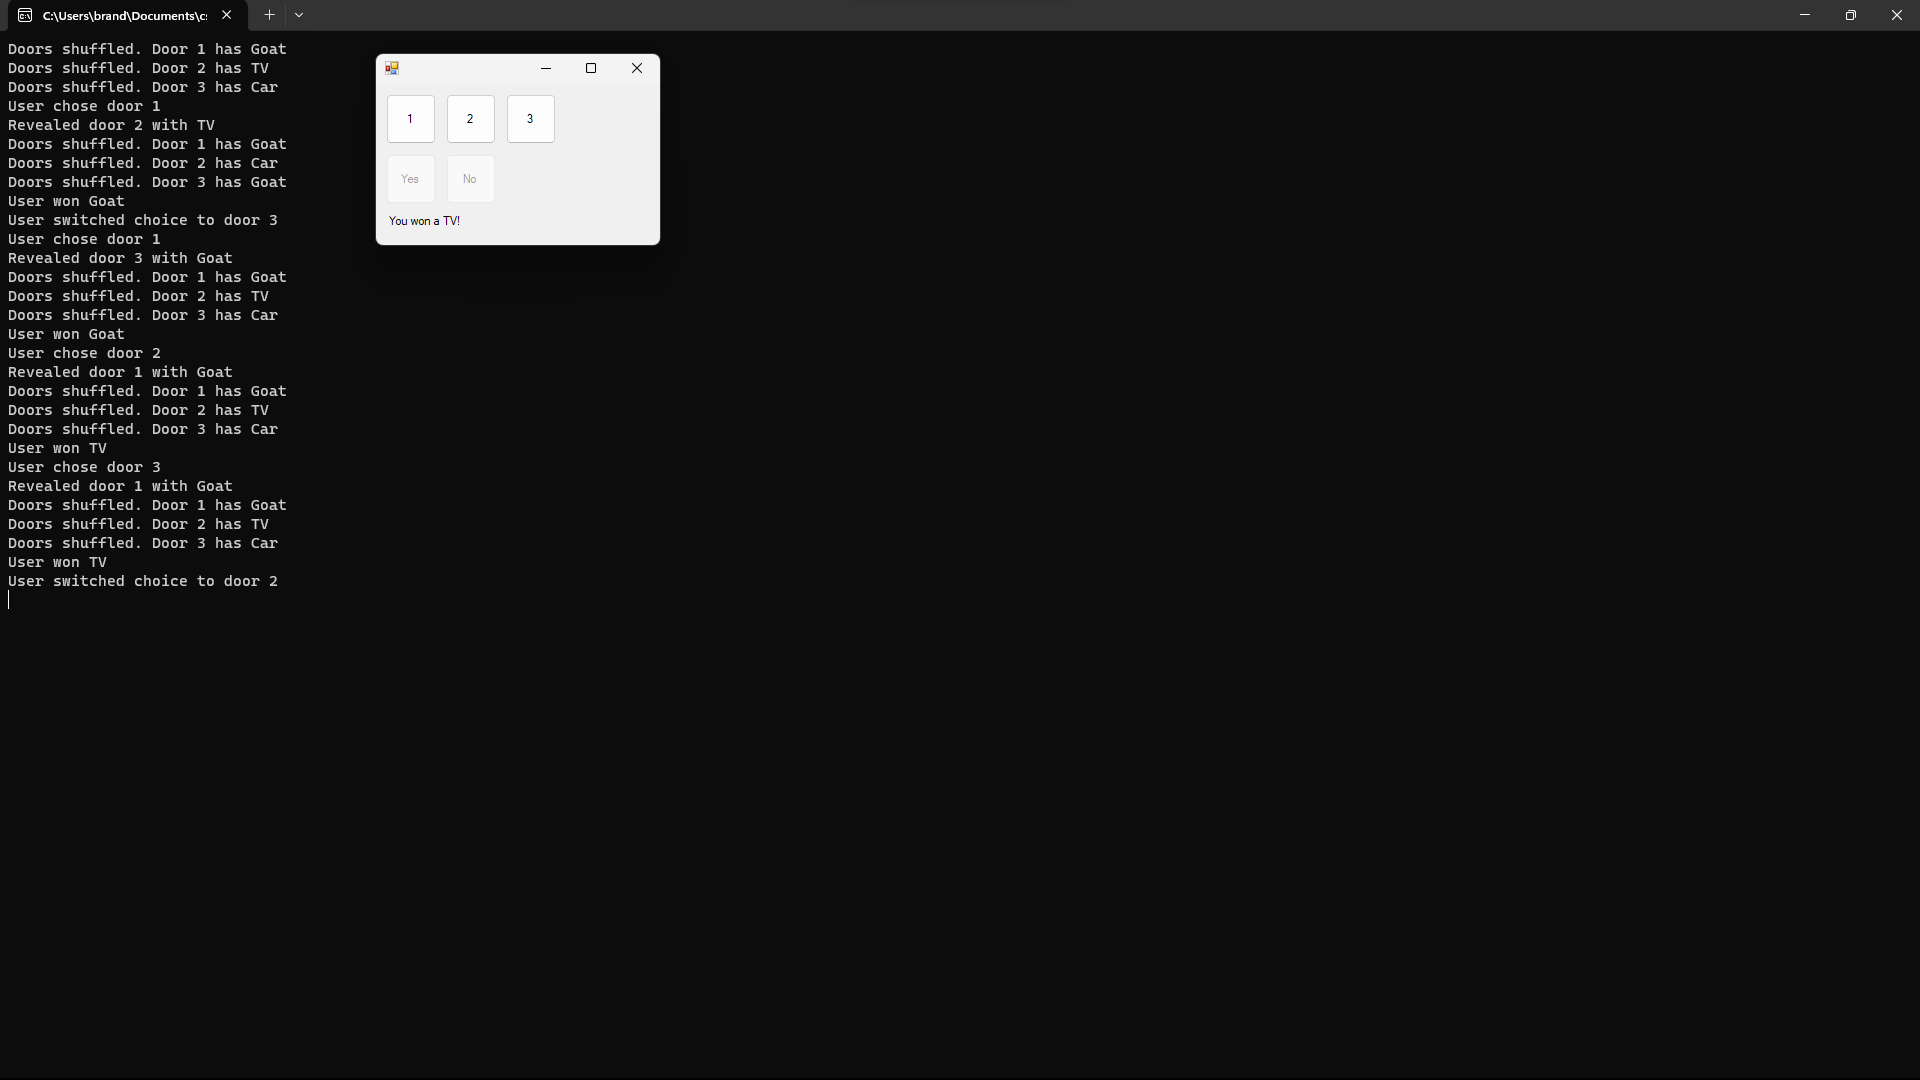 C:\Users\brand\Documents\c:
Doors shuffled. Door 1 has Goat
Doors shuffled. Door 2 has TV
Doors shuffled. Door 3 has Car
User chose door 1
Revealed door 2 with TV
Doors shuffled. Door 1 has Goat
Doors shuffled. Door 2 has Car
Doors shuffled. Door 3 has Goat
User won Goat
User switched choice to door 3
User chose door 1
Revealed door 3 with Goat
Doors shuffled. Door 1 has Goat
Doors shuffled. Door 2 has TV
Doors shuffled. Door 3 has Car
User won Goat
User chose door 2
Revealed door 1 with Goat
Doors shuffled. Door 1 has Goat
Doors shuffled. Door 2 has TV
Doors shuffled. Door 3 has Car
User won TV
User chose door 3
Revealed door 1 with Goat
Doors shuffled. Door 1 has Goat
Doors shuffled. Door 2 has TV
Doors shuffled. Door 3 has Car
User won TV
User switched choice to door 2
1 2 3
Yes No
You won a TV!